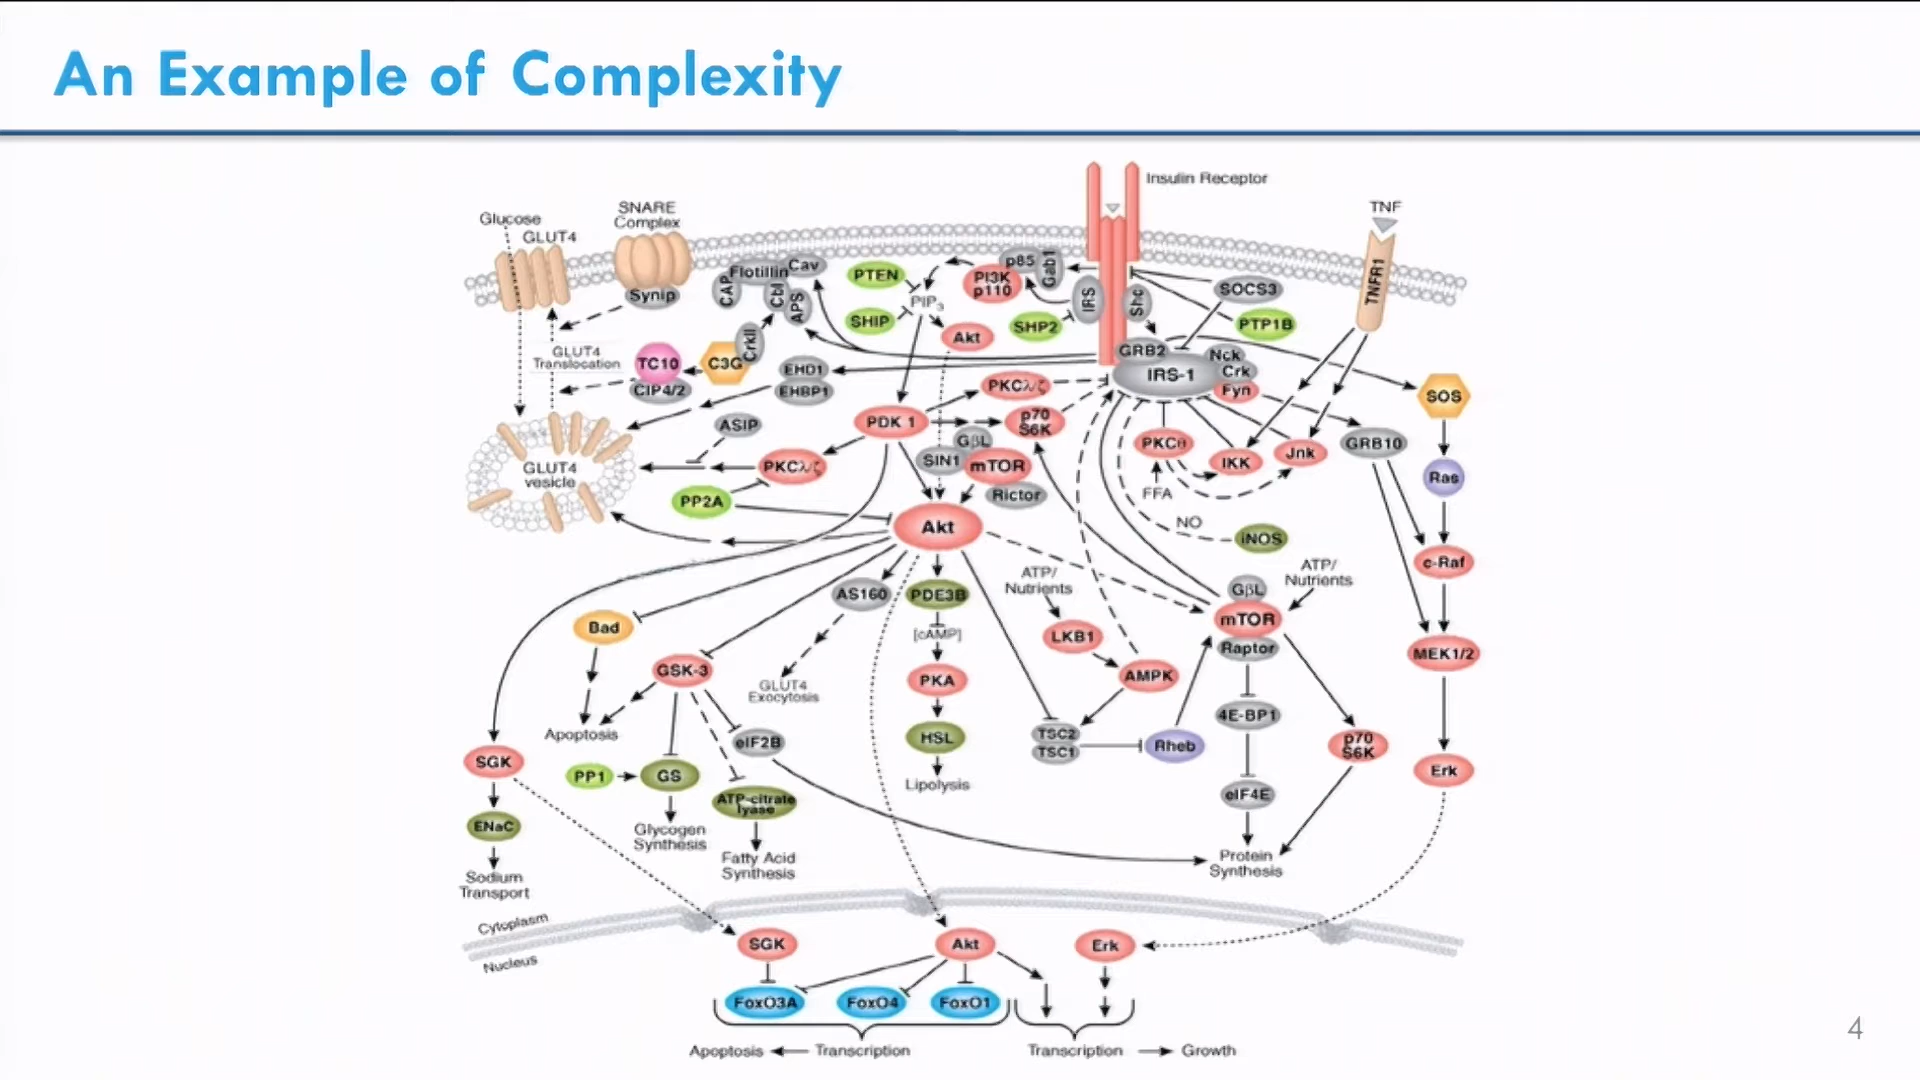 An Example of Complexity
Insulin Receptor
SNARE
Complex
TNF
Glucose
GLUT4
TNFR1
Synip
CAP
Flotillin
Cav
Cbl
APS
CrkII
PTEN
SHIP
PIP3
PI3K
p110
p85
Gab1
SHP2
IRS
Shc
SOCS3
PTP1B
Akt
GLUT4
Translocation
TC10
CIP4/2
C3G
EHD1
EHBP1
GRB2
IRS-1
Nck
Crk
Fyn
SOS
PKCλ/ζ
PDK 1
p70
S6K
ASIP
GβL
SIN1
mTOR
Rictor
PKCλ/ζ
PP2A
GLUT4
vesicle
PKCθ
IKK
Jnk
GRB10
Ras
FFA
NO
iNOS
Akt
c-Raf
AS160
PDE3B
[cAMP]
ATP/
Nutrients
LKB1
AMPK
GβL
mTOR
Raptor
ATP/
Nutrients
MEK1/2
Bad
GSK-3
GLUT4
Exocytosis
PKA
HSL
Lipolysis
TSC2
TSC1
Rheb
4E-BP1
eIF4E
p70
S6K
Erk
Apoptosis
eIF2B
SGK
PP1
GS
ATP-citrate
lyase
ENaC
Glycogen
Synthesis
Fatty Acid
Synthesis
Protein
Synthesis
Sodium
Transport
Cytoplasm
Nucleus
SGK
Akt
Erk
FoxO3A
FoxO4
FoxO1
Apoptosis
Transcription
Transcription
Growth
4